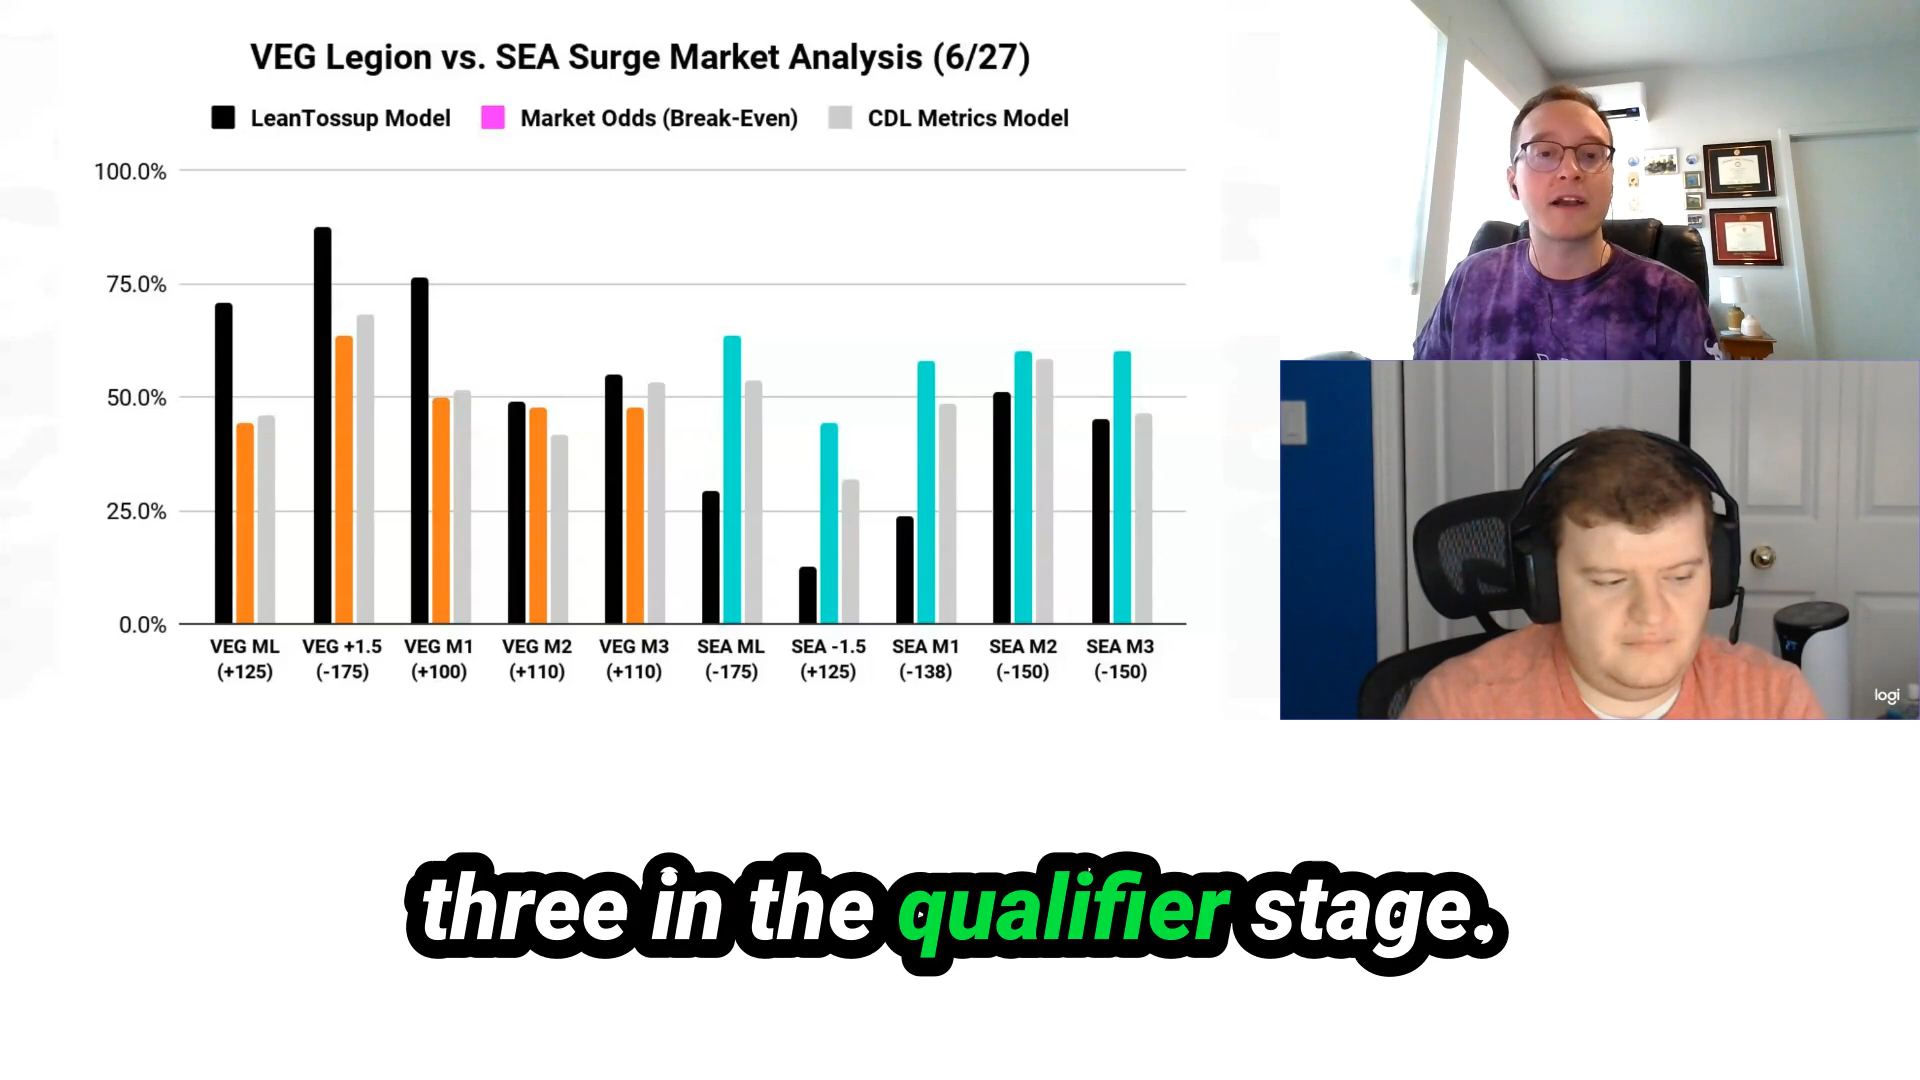 VEG Legion vs. SEA Surge Market Analysis (6/27)
LeanTossup Model
Market Odds (Break-Even)
CDL Metrics Model
100.0%
75.0%
50.0%
25.0%
0.0%
VEG ML
(+125)
VEG +1.5
(-175)
VEG M1
(+100)
VEG M2
(+110)
VEG M3
(+110)
SEA ML
(-175)
SEA -1.5
(+125)
SEA M1
(-138)
SEA M2
(-150)
SEA M3
(-150)
logi
three in the qualifier stage.